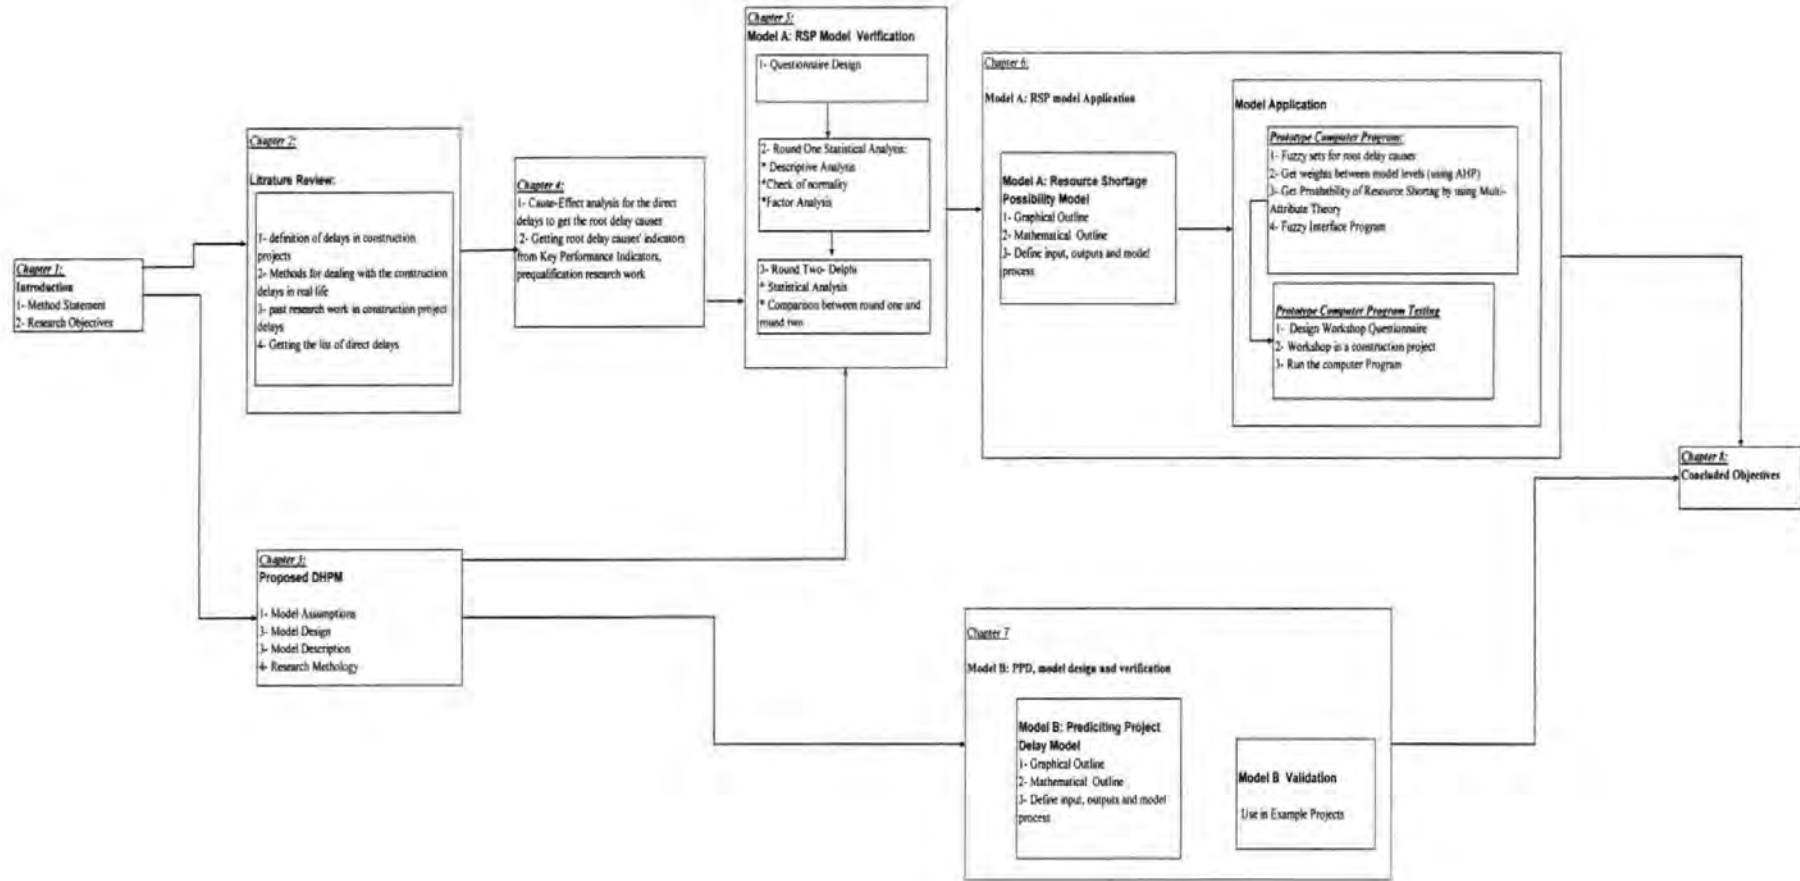 Chapter 1:
Introduction
1- Method Statement
2- Research Objectives
Chapter 2:
Litrature Review:
1- definition of delays in construction
projects
2- Methods for dealing with the construction
delays in real life
3- past research work in construction project
delays
4- Getting the list of direct delays
Chapter 3:
Proposed DHPM
1- Model Assumptions
3- Model Design
3- Model Description
4- Research Methology
Chapter 4:
1- Cause-Effect analysis for the direct
delays to get the root delay causes
2- Getting root delay causes' indicators
from Key Performance Indicators,
prequalification research work
Chapter 5:
Model A: RSP Model Verification
1- Questionnaire Design
2- Round One Statistical Analysis:
* Descriptive Analysis
*Check of normality
*Factor Analysis
3- Round Two- Delphi
* Statistical Analysis
* Comparison between round one and
round two
Chapter 6:
Model A: RSP model Application
Model A: Resource Shortage
Possibility Model
1- Graphical Outline
2- Mathematical Outline
3- Define input, outputs and model
process
Model Application
Prototype Computer Program:
1- Fuzzy sets for root delay causes
2- Get weights between model levels (using AHP)
3- Get Proabability of Resource Shortag by using Multi-
Attribute Theory
4- Fuzzy Interface Program
Prototype Computer Program Testing
1- Design Workshop Questionnaire
2- Workshop in a construction project
3- Run the computer Program
Chapter 7
Model B: PPD, model design and verification
Model B: Prediciting Project
Delay Model
1- Graphical Outline
2- Mathematical Outline
3- Define input, outputs and model
process
Model B Validation
Use in Example Projects
Chapter 8:
Concluded Objectives